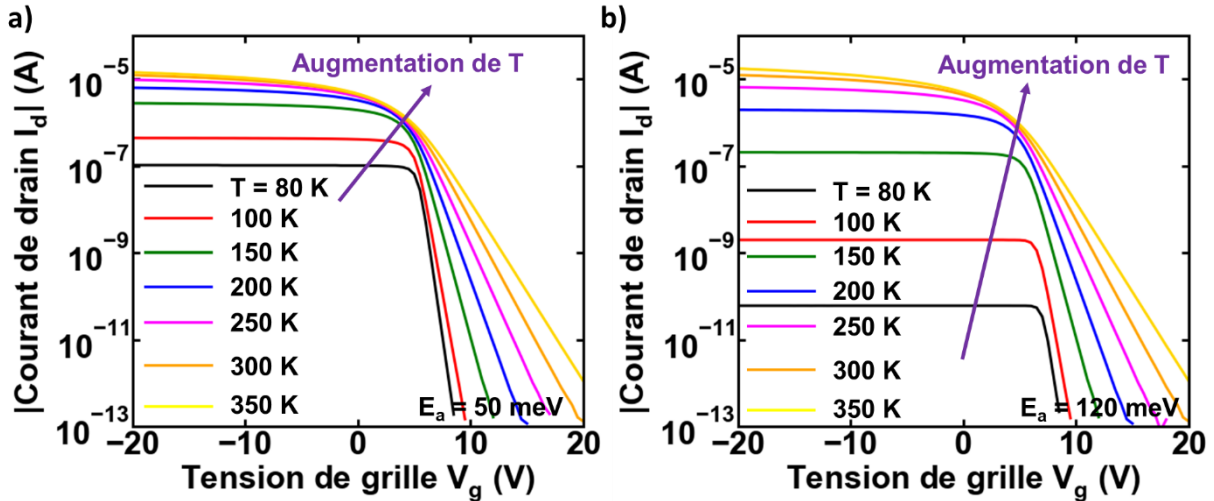 a)
|Courant de drain I_d| (A)
10^-5
10^-7
10^-9
10^-11
10^-13
Augmentation de T
T = 80 K
100 K
150 K
200 K
250 K
300 K
350 K
E_a = 50 meV
−20 −10 0 10 20
Tension de grille V_g (V)
b)
|Courant de drain I_d| (A)
10^-5
10^-7
10^-9
10^-11
10^-13
Augmentation de T
T = 80 K
100 K
150 K
200 K
250 K
300 K
350 K
E_a = 120 meV
−20 −10 0 10 20
Tension de grille V_g (V)